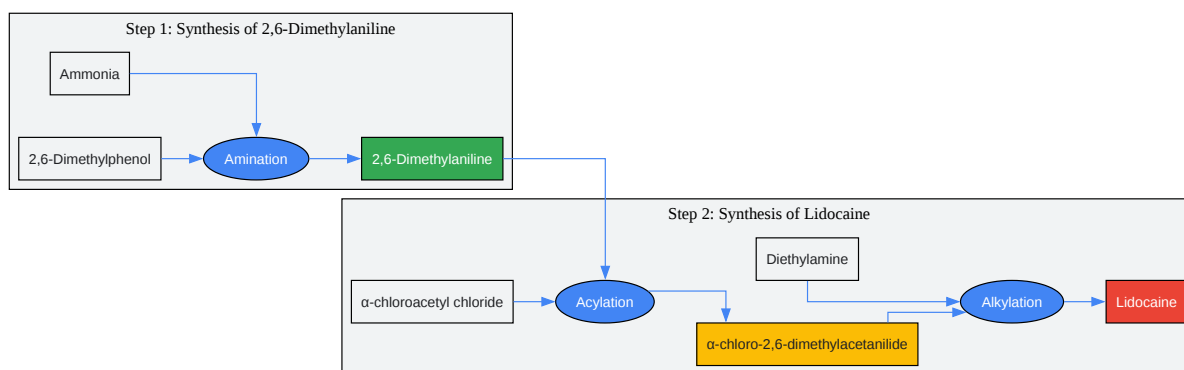 Step 1: Synthesis of 2,6-Dimethylaniline
Ammonia
2,6-Dimethylphenol
Amination
2,6-Dimethylaniline
Step 2: Synthesis of Lidocaine
Diethylamine
α-chloroacetyl chloride
Acylation
Alkylation
Lidocaine
α-chloro-2,6-dimethylacetanilide